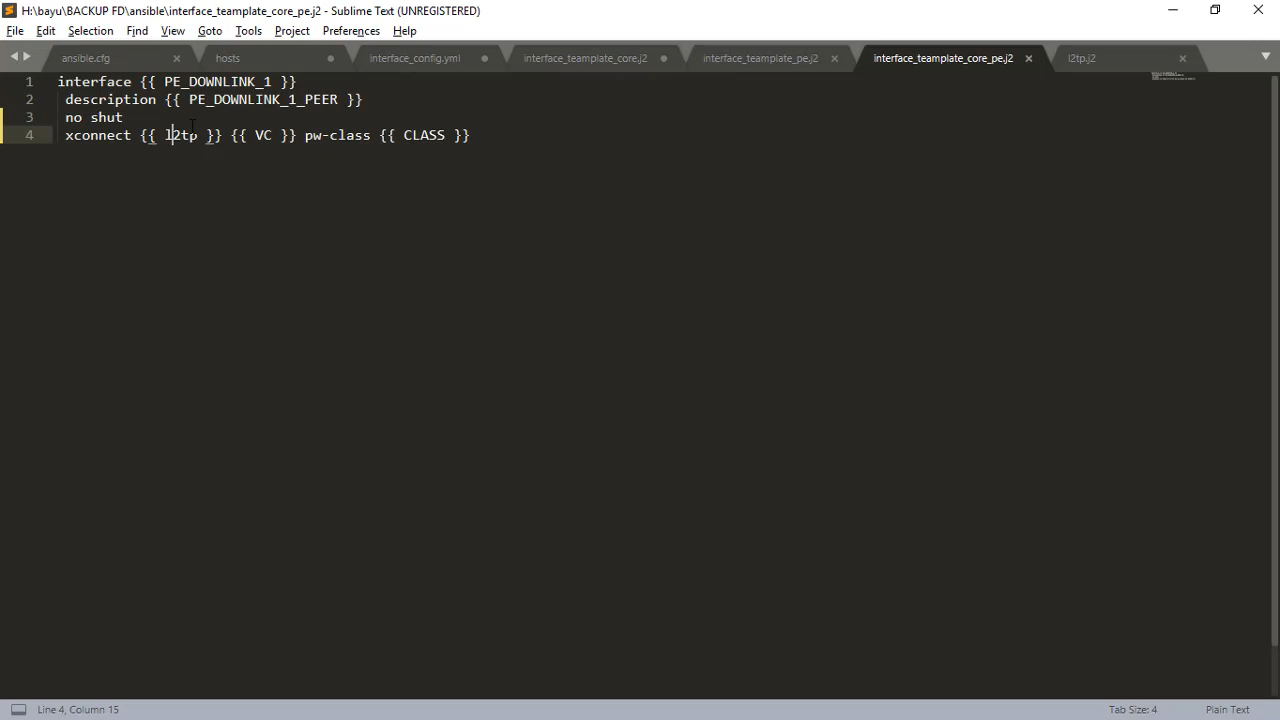 H:\bayu\BACKUP FD\ansible\interface_teamplate_core_pe.j2 - Sublime Text (UNREGISTERED)
File Edit Selection Find View Goto Tools Project Preferences Help
ansible.cfg hosts interface_config.yml interface_teamplate_core.j2 interface_teamplate_pe.j2 interface_teamplate_core_pe.j2 l2tp.j2
1 interface {{ PE_DOWNLINK_1 }}
2 description {{ PE_DOWNLINK_1_PEER }}
3 no shut
4 xconnect {{ l2tp }} {{ VC }} pw-class {{ CLASS }}
Line 4, Column 15 Tab Size: 4 Plain Text